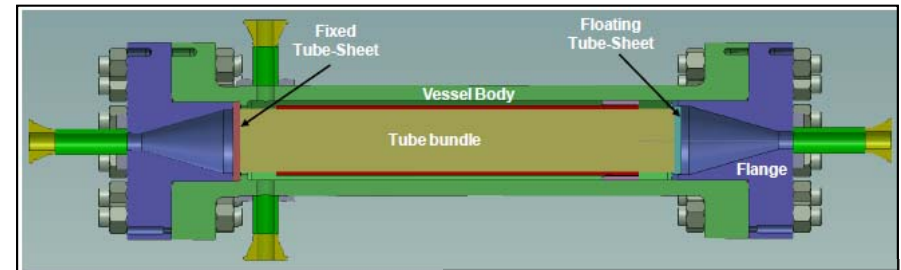 Fixed
Tube-Sheet
Floating
Tube-Sheet
Vessel Body
Tube bundle
Flange